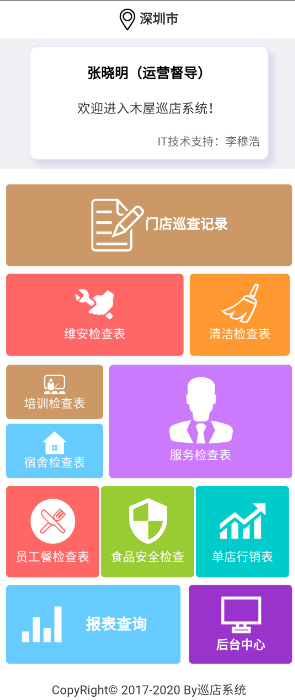 深圳市
张晓明（运营督导）
欢迎进入木屋巡店系统！
IT技术支持：李穆浩
门店巡查记录
维安检查表
清洁检查表
培训检查表
宿舍检查表
服务检查表
员工餐检查表
食品安全检查
单店行销表
报表查询
后台中心
CopyRight© 2017-2020 By巡店系统